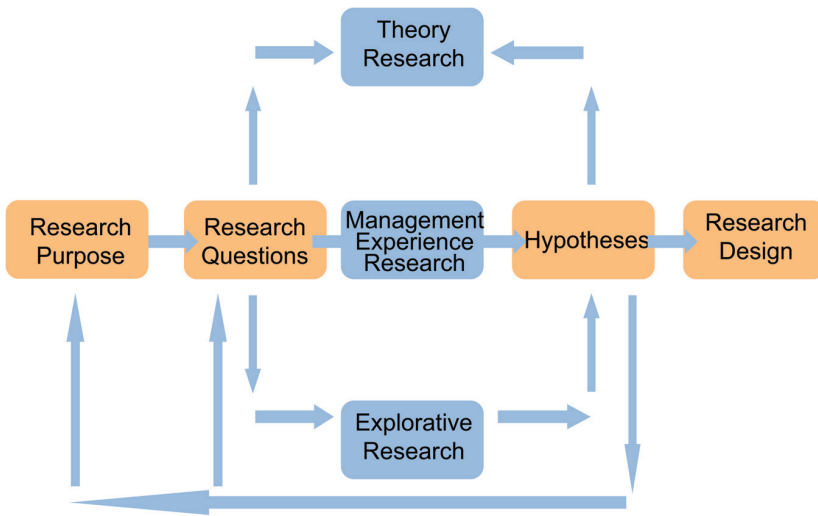 Theory
Research
Research
Purpose
Research
Questions
Management
Experience
Research
Hypotheses
Research
Design
Explorative
Research